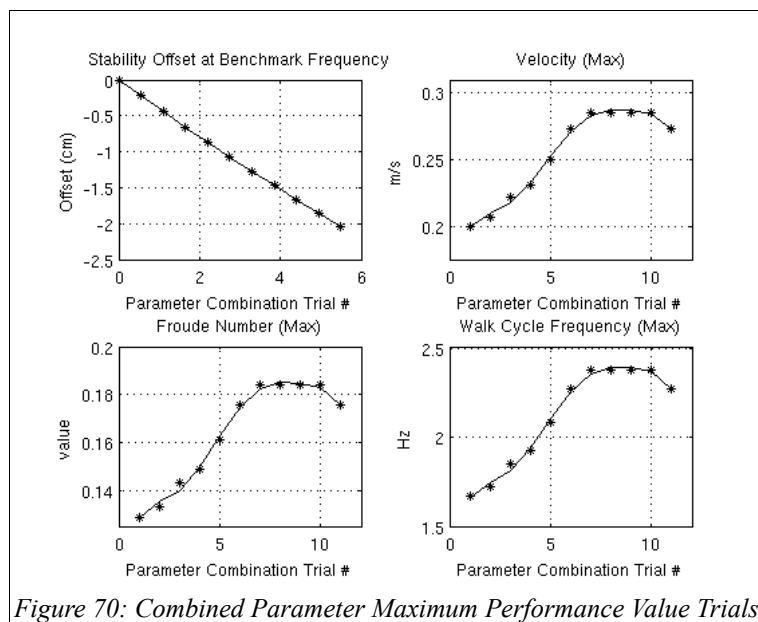 Stability Offset at Benchmark Frequency
0
-0.5
-1
-1.5
-2
-2.5
Offset (cm)
0 2 4 6
Parameter Combination Trial #
Velocity (Max)
0.3
0.25
0.2
m/s
0 5 10
Parameter Combination Trial #
Froude Number (Max)
0.2
0.18
0.16
0.14
value
0 5 10
Parameter Combination Trial #
Walk Cycle Frequency (Max)
2.5
2
1.5
Hz
0 5 10
Parameter Combination Trial #
Figure 70: Combined Parameter Maximum Performance Value Trials